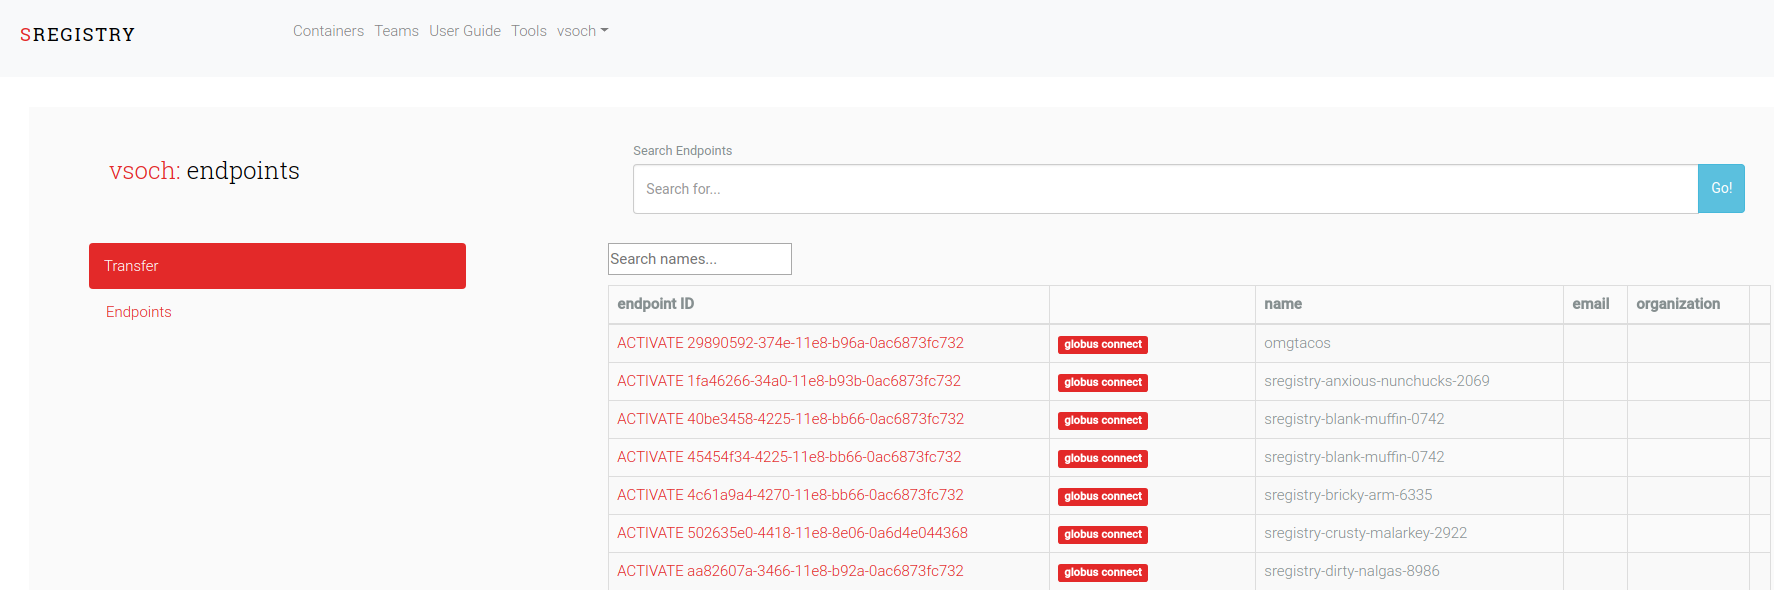 SREGISTRY Containers Teams User Guide Tools vsoch
vsoch: endpoints
Search Endpoints
Search for... Go!
Transfer
Endpoints
Search names...
endpoint ID name email organization
ACTIVATE 29890592-374e-11e8-b96a-0ac6873fc732 globus connect omgtacos
ACTIVATE 1fa46266-34a0-11e8-b93b-0ac6873fc732 globus connect sregistry-anxious-nunchucks-2069
ACTIVATE 40be3458-4225-11e8-bb66-0ac6873fc732 globus connect sregistry-blank-muffin-0742
ACTIVATE 45454f34-4225-11e8-bb66-0ac6873fc732 globus connect sregistry-blank-muffin-0742
ACTIVATE 4c61a9a4-4270-11e8-bb66-0ac6873fc732 globus connect sregistry-bricky-arm-6335
ACTIVATE 502635e0-4418-11e8-8e06-0a6d4e044368 globus connect sregistry-crusty-malarkey-2922
ACTIVATE aa82607a-3466-11e8-b92a-0ac6873fc732 globus connect sregistry-dirty-nalgas-8986